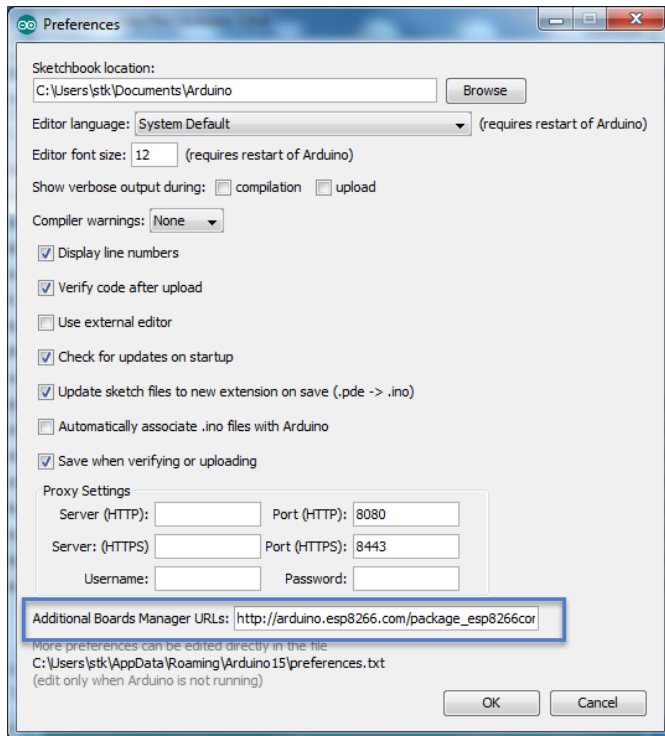 Preferences
Sketchbook location:
C:\Users\stk\Documents\Arduino Browse
Editor language: System Default (requires restart of Arduino)
Editor font size: 12 (requires restart of Arduino)
Show verbose output during: compilation upload
Compiler warnings: None
Display line numbers
Verify code after upload
Use external editor
Check for updates on startup
Update sketch files to new extension on save (.pde -> .ino)
Automatically associate .ino files with Arduino
Save when verifying or uploading
Proxy Settings
Server (HTTP): Port (HTTP): 8080
Server: (HTTPS) Port (HTTPS): 8443
Username: Password:
Additional Boards Manager URLs: http://arduino.esp8266.com/package_esp8266cor
More preferences can be edited directly in the file
C:\Users\stk\AppData\Roaming\Arduino15\preferences.txt
(edit only when Arduino is not running)
OK Cancel